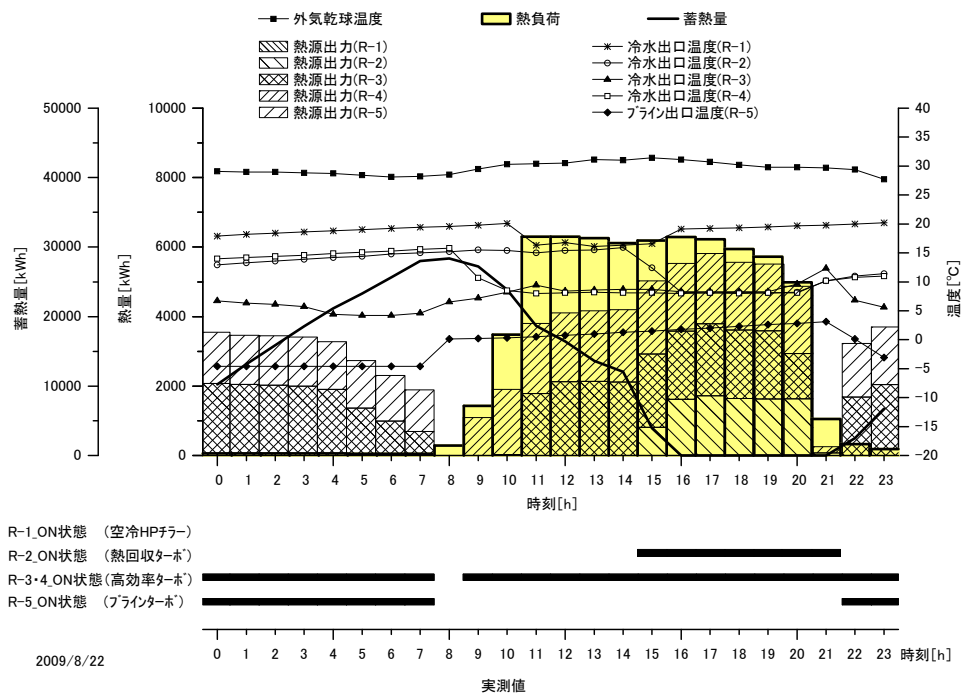 外気乾球温度 熱負荷 蓄熱量
熱源出力(R-1) 冷水出口温度(R-1)
熱源出力(R-2) 冷水出口温度(R-2)
熱源出力(R-3) 冷水出口温度(R-3)
熱源出力(R-4) 冷水出口温度(R-4)
熱源出力(R-5) ﾌﾞﾗｲﾝ出口温度(R-5)
50000 10000 40
35
40000 8000 30
25
30000 6000 20
15
20000 4000 10
5
0
10000 2000 -5
-10
-15
0 0 -20
蓄熱量[kWh]
熱量[kWh]
温度[℃]
0 1 2 3 4 5 6 7 8 9 10 11 12 13 14 15 16 17 18 19 20 21 22 23
時刻[h]
R-1_ON状態 (空冷HPﾁﾗｰ)
R-2_ON状態 (熱回収ﾀｰﾎﾞ)
R-3・4_ON状態(高効率ﾀｰﾎﾞ)
R-5_ON状態 (ﾌﾞﾗｲﾝﾀｰﾎﾞ)
0 1 2 3 4 5 6 7 8 9 10 11 12 13 14 15 16 17 18 19 20 21 22 23 時刻[h]
2009/8/22
実測値